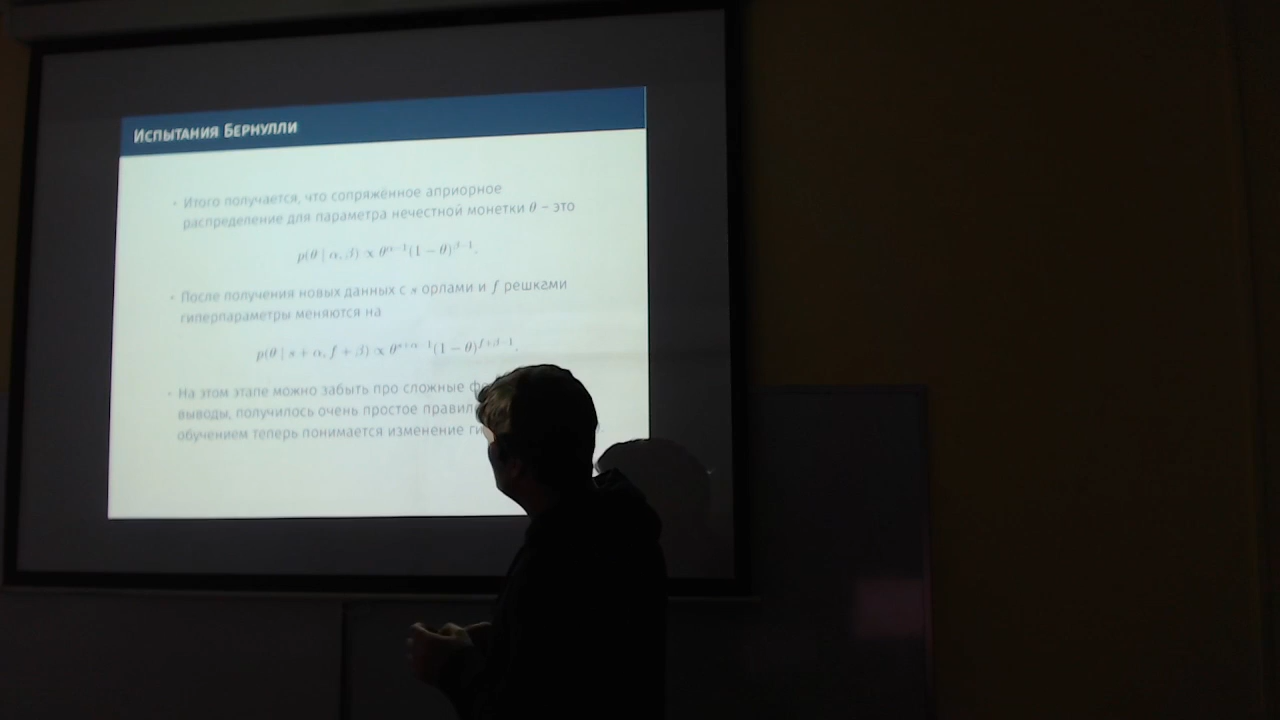 Испытания Бернулли
• Итого получается, что сопряжённое априорное
распределение для параметра нечестной монетки θ – это
p(θ | α, β) ∝ θ^{α−1}(1 − θ)^{β−1}.
• После получения новых данных с s орлами и f решками
гиперпараметры меняются на
p(θ | s + α, f + β) ∝ θ^{s+α−1}(1 − θ)^{f+β−1}.
• На этом этапе можно забыть про сложные
выводы, получилось очень простое
обучением теперь понимается изменение